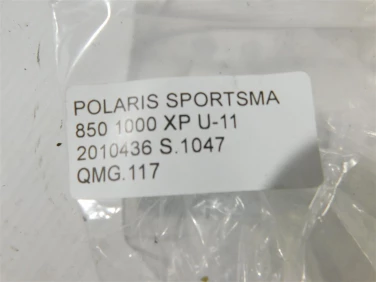 POLARIS SPORTSMA
850 1000 XP U-11
2010436 S.1047
QMG.117